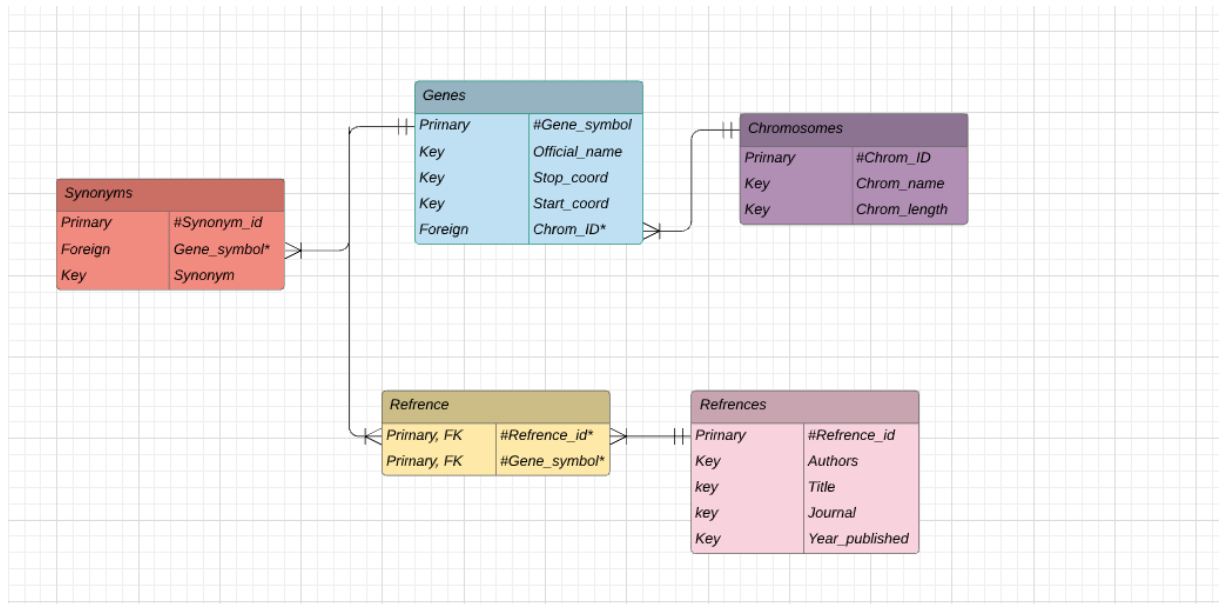 Genes
Primary #Gene_symbol
Key Official_name
Key Stop_coord
Key Start_coord
Foreign Chrom_ID*
Chromosomes
Primary #Chrom_ID
Key Chrom_name
Key Chrom_length
Synonyms
Primary #Synonym_id
Foreign Gene_symbol*
Key Synonym
Refrence
Primary, FK #Refrence_id*
Primary, FK #Gene_symbol*
Refrences
Primary #Refrence_id
Key Authors
key Title
key Journal
Key Year_published